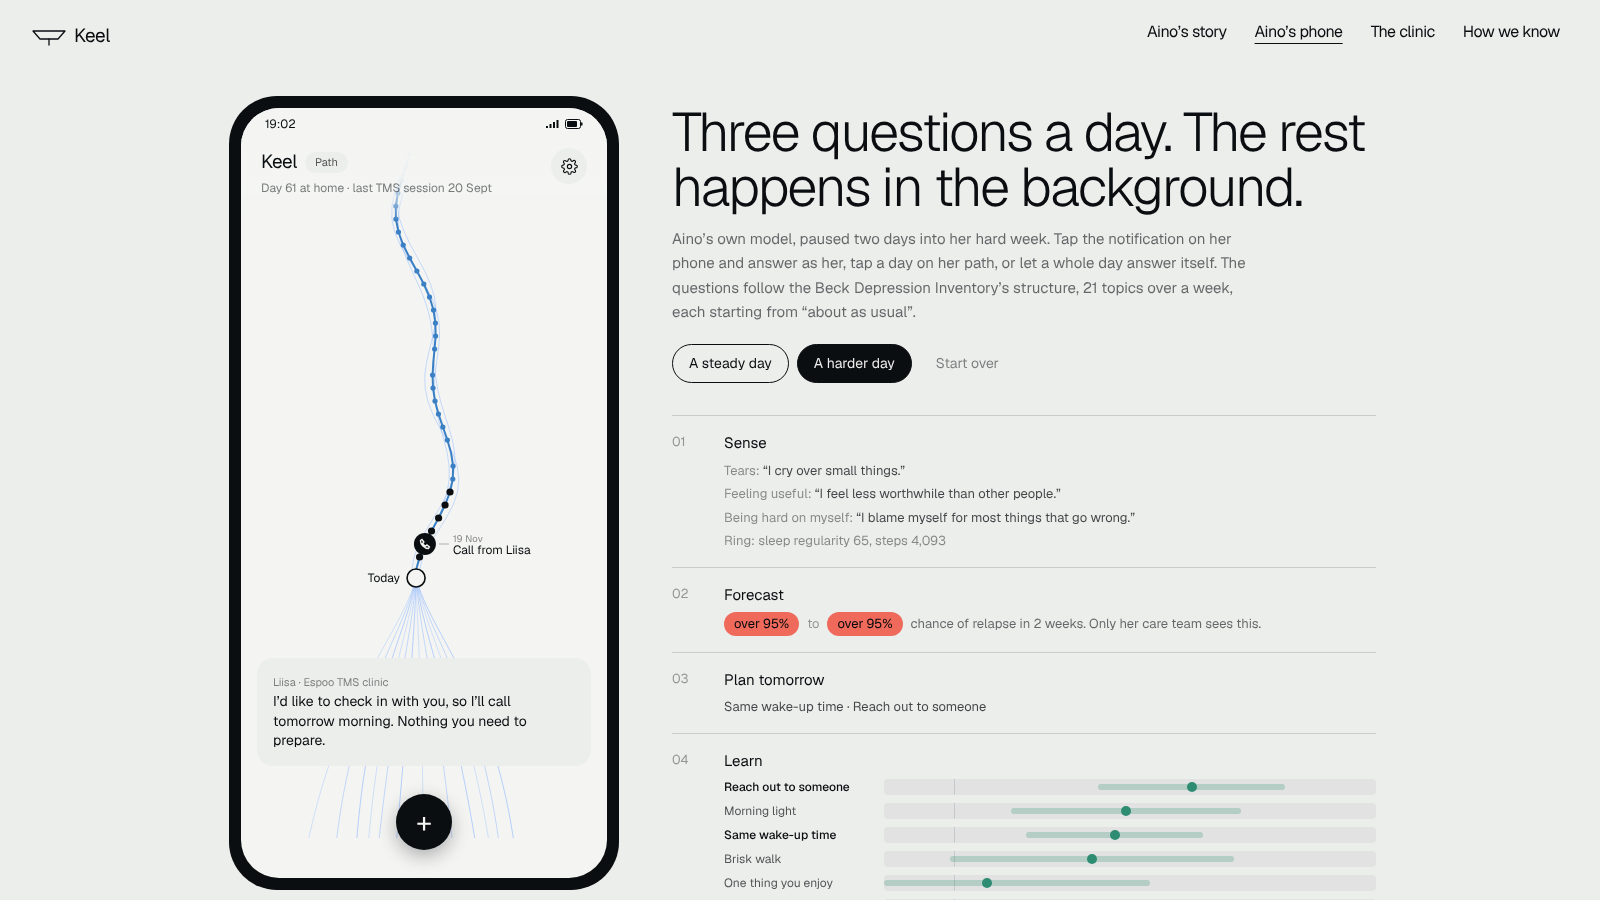 Keel
Aino’s story
Aino’s phone
The clinic
How we know
19:02
Keel
Path
Day 61 at home · last TMS session 20 Sept
19 Nov
Call from Liisa
Today
Liisa · Espoo TMS clinic
I’d like to check in with you, so I’ll call
tomorrow morning. Nothing you need to
prepare.
+
Three questions a day. The rest
happens in the background.
Aino’s own model, paused two days into her hard week. Tap the notification on her
phone and answer as her, tap a day on her path, or let a whole day answer itself. The
questions follow the Beck Depression Inventory’s structure, 21 topics over a week,
each starting from “about as usual”.
A steady day
A harder day
Start over
01
Sense
Tears: “I cry over small things.”
Feeling useful: “I feel less worthwhile than other people.”
Being hard on myself: “I blame myself for most things that go wrong.”
Ring: sleep regularity 65, steps 4,093
02
Forecast
over 95% to over 95% chance of relapse in 2 weeks. Only her care team sees this.
03
Plan tomorrow
Same wake-up time · Reach out to someone
04
Learn
Reach out to someone
Morning light
Same wake-up time
Brisk walk
One thing you enjoy